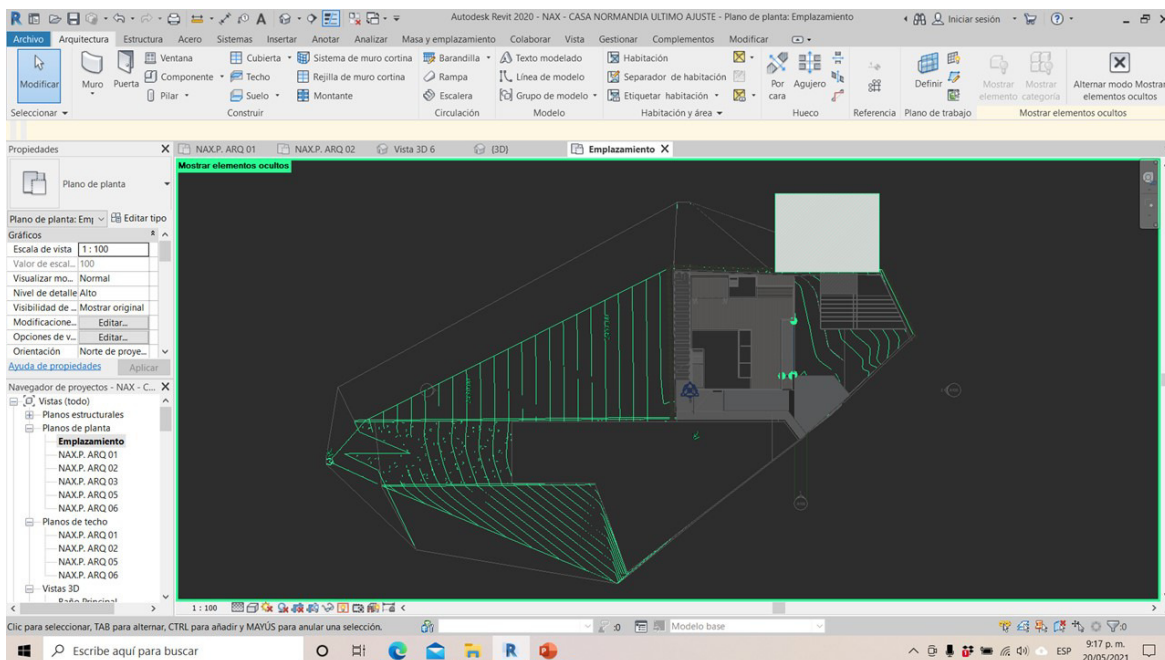 Autodesk Revit 2020 - NAX - CASA NORMANDIA ULTIMO AJUSTE - Plano de planta: Emplazamiento
Iniciar sesión
Archivo Arquitectura Estructura Acero Sistemas Insertar Anotar Analizar Masa y emplazamiento Colaborar Vista Gestionar Complementos Modificar
Modificar
Muro
Puerta
Ventana
Componente
Pilar
Cubierta
Techo
Suelo
Sistema de muro cortina
Rejilla de muro cortina
Montante
Barandilla
Rampa
Escalera
Texto modelado
Línea de modelo
Grupo de modelo
Habitación
Separador de habitación
Etiquetar habitación
Por cara
Agujero
Definir
Mostrar elemento
Mostrar categoría
Alternar modo Mostrar
elementos ocultos
Seleccionar Construir Circulación Modelo Habitación y área Hueco Referencia Plano de trabajo Mostrar elementos ocultos
Propiedades X
NAX.P. ARQ 01 NAX.P. ARQ 02 Vista 3D 6 {3D} Emplazamiento X
Mostrar elementos ocultos
Plano de planta
Plano de planta: Em Editar tipo
Gráficos
Escala de vista 1 : 100
Valor de escal... 100
Visualizar mo... Normal
Nivel de detalle Alto
Visibilidad de ... Mostrar original
Modificacione... Editar...
Opciones de v... Editar...
Orientación Norte de proye...
Ayuda de propiedades Aplicar
Navegador de proyectos - NAX - C... X
Vistas (todo)
Planos estructurales
Planos de planta
Emplazamiento
NAX.P. ARQ 01
NAX.P. ARQ 02
NAX.P. ARQ 03
NAX.P. ARQ 05
NAX.P. ARQ 06
Planos de techo
NAX.P. ARQ 01
NAX.P. ARQ 02
NAX.P. ARQ 05
NAX.P. ARQ 06
Vistas 3D
Baño Principal
1 : 100
Clic para seleccionar, TAB para alternar, CTRL para añadir y MAYÚS para anular una selección.
:0
Modelo base
:0
Escribe aquí para buscar
ESP
9:17 p. m.
20/05/2021